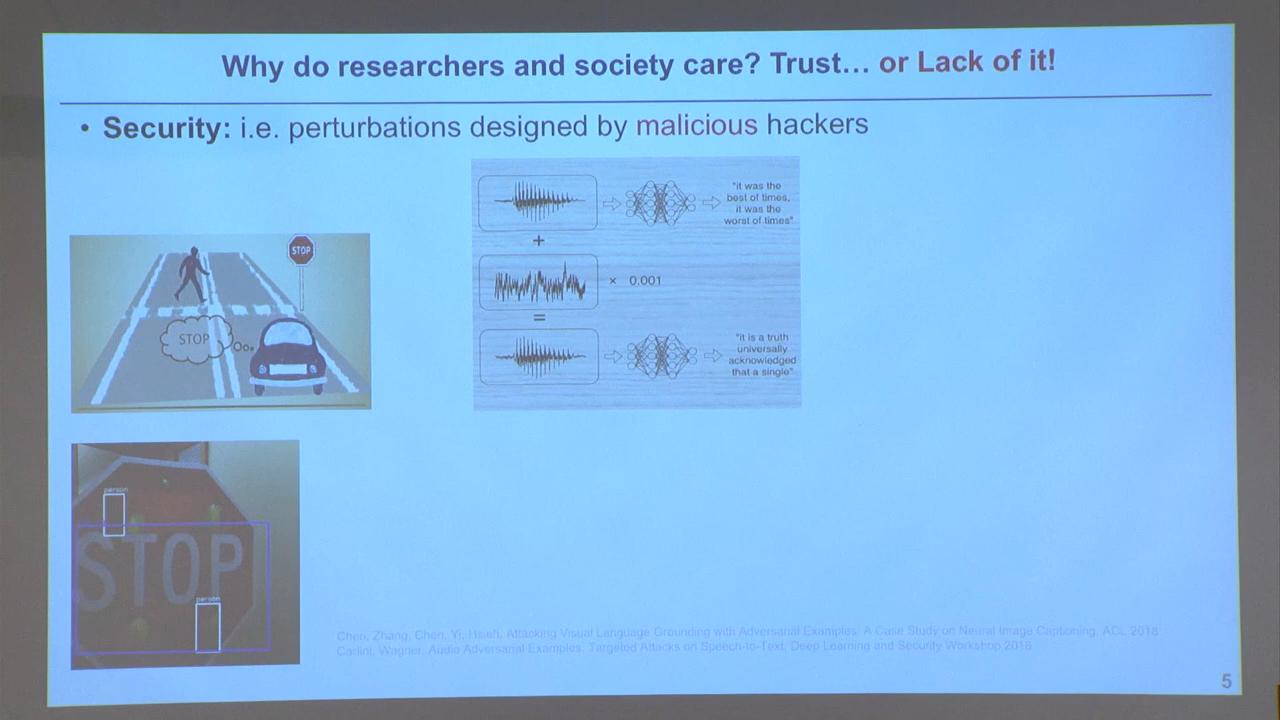 Why do researchers and society care? Trust... or Lack of it!
• Security: i.e. perturbations designed by malicious hackers
STOP
STOP
"it was the
best of times,
it was the
worst of times"
+
× 0.001
=
"it is a truth
universally
acknowledged
that a single"
person
STOP
person
Chen, Zhang, Chen, Yi, Hsieh, Attacking Visual Language Grounding with Adversarial Examples: A Case Study on Neural Image Captioning, ACL 2018
Carlini, Wagner, Audio Adversarial Examples: Targeted Attacks on Speech-to-Text, Deep Learning and Security Workshop 2018
5